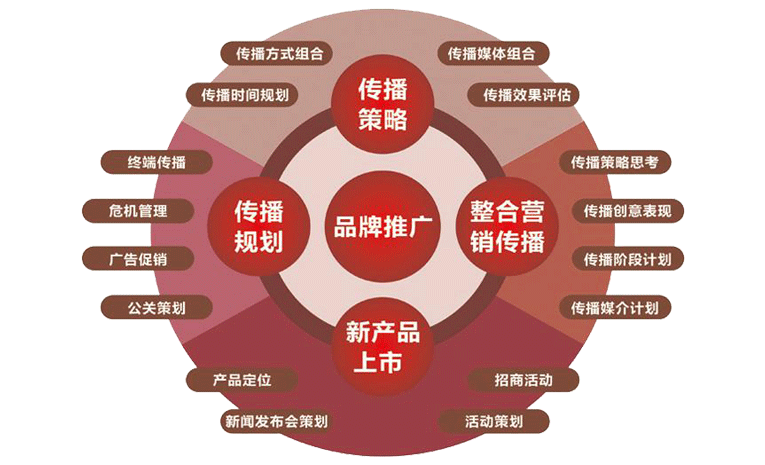 传播方式组合
传播媒体组合
传播时间规划
传播效果评估
传播
策略
终端传播
传播策略思考
危机管理
传播创意表现
传播
规划
品牌推广
整合营
销传播
广告促销
传播阶段计划
公关策划
传播媒介计划
新产品
上市
产品定位
招商活动
新闻发布会策划
活动策划